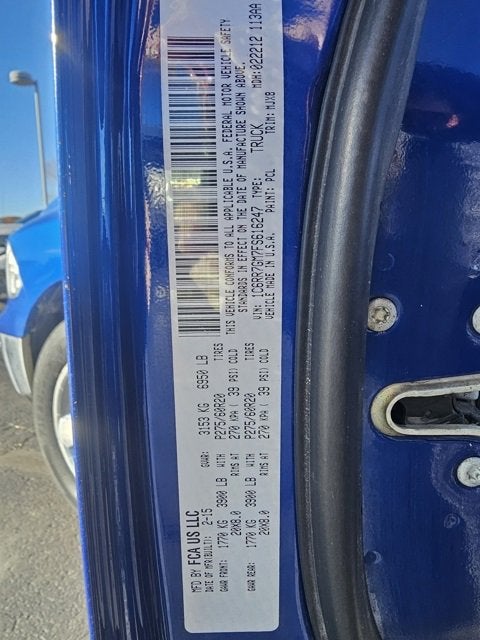 MFD BY FCA US LLC
DATE OF MFR(BUILT): 2-15 GVWR: 3153 KG 6950 LB
GAWR FRONT: 1770 KG 3900 LB WITH P275/60R20 TIRES
20X8.0 RIMS AT 270 KPA ( 39 PSI) COLD
GAWR REAR: 1770 KG 3900 LB WITH P275/60R20 TIRES
20X8.0 RIMS AT 270 KPA ( 39 PSI) COLD
THIS VEHICLE CONFORMS TO ALL APPLICABLE U.S.A. FEDERAL MOTOR VEHICLE SAFETY
STANDARDS IN EFFECT ON THE DATE OF MANUFACTURE SHOWN ABOVE.
VIN: 1C6RR7GM7FS616247 TYPE: TRUCK MDH: 022212 113AA
VEHICLE MADE IN U.S.A. PAINT: PCL TRIM: MJX8